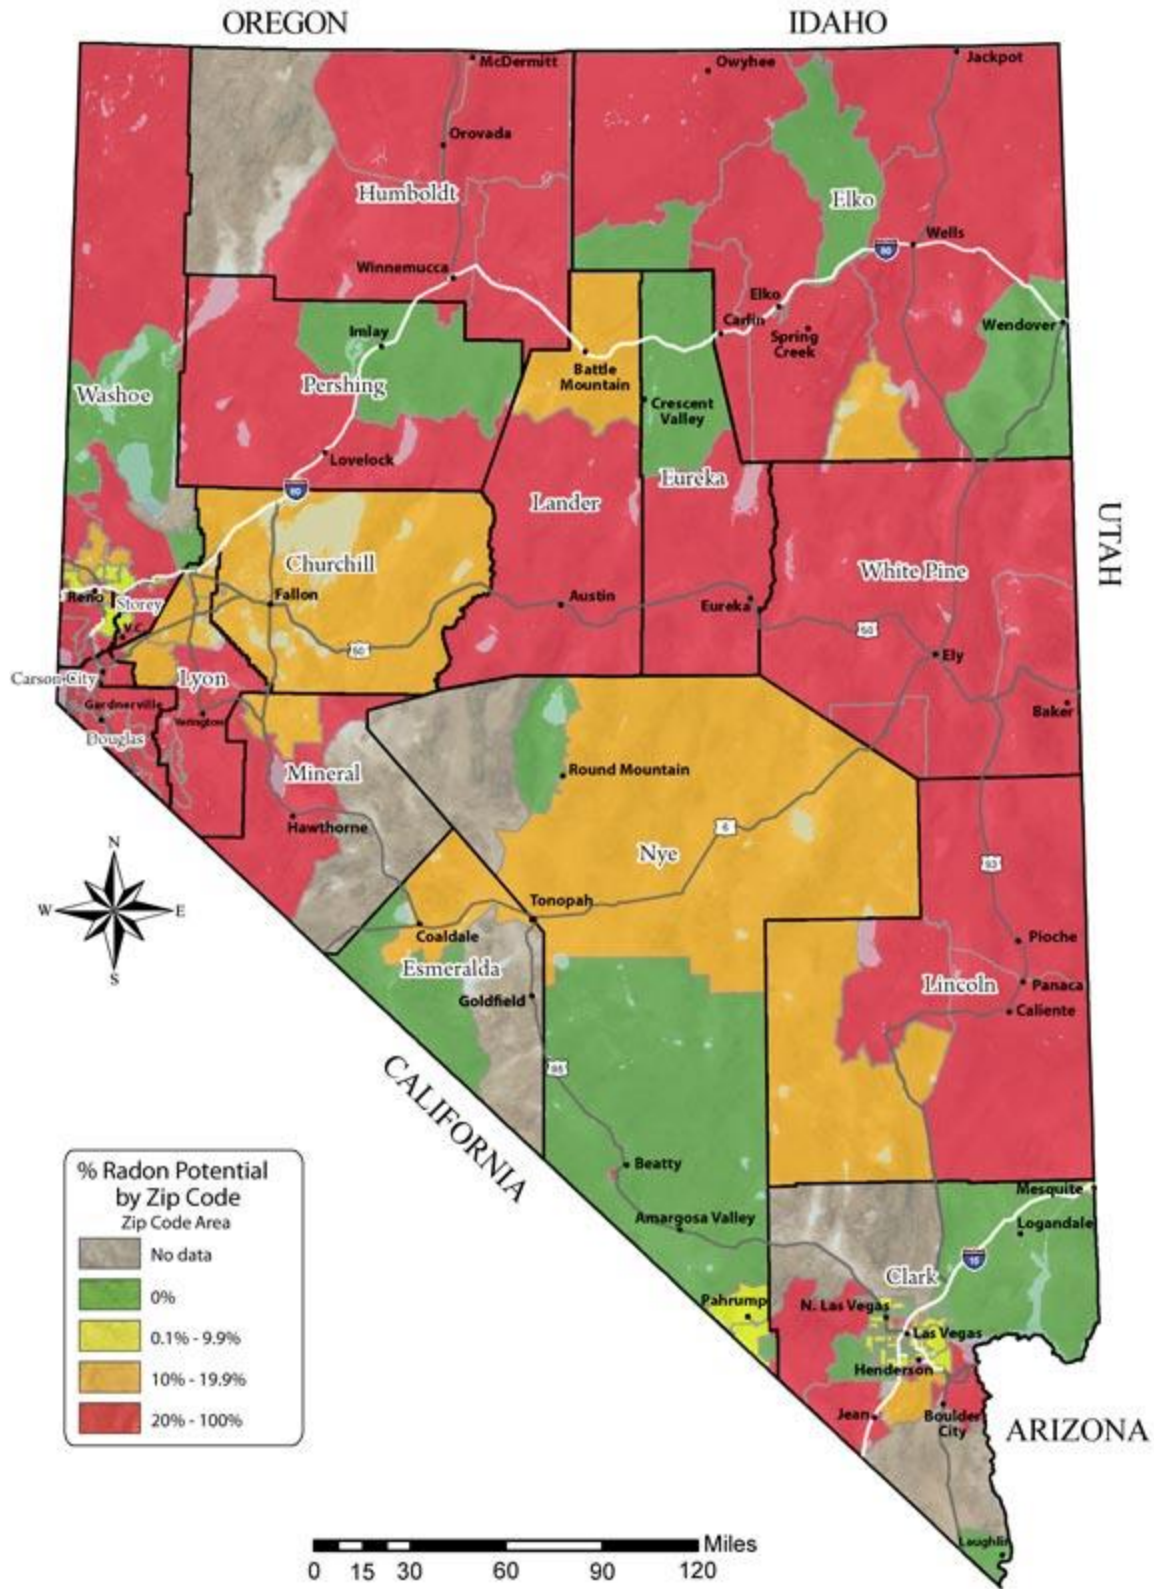 OREGON
IDAHO
McDermitt
Owyhee
Jackpot
Orovada
Humboldt
Elko
Wells
80
Winnemucca
Elko
Carlin
Spring
Creek
Wendover
Imlay
Battle
Mountain
Washoe
Pershing
Crescent
Valley
Lovelock
Eureka
80
Lander
UTAH
Churchill
White Pine
Reno
Storey
Fallon
Austin
Eureka
V.C.
50
50
Ely
Carson City
Lyon
Gardnerville
Yerington
Baker
Douglas
Mineral
Round Mountain
Hawthorne
6
Nye
93
N
W
E
S
Tonopah
Coaldale
Pioche
Esmeralda
Lincoln
Panaca
Goldfield
Caliente
CALIFORNIA
95
Beatty
Mesquite
Amargosa Valley
Logandale
15
Clark
Pahrump
N. Las Vegas
Las Vegas
Henderson
Jean
Boulder
City
ARIZONA
Laughlin
% Radon Potential
by Zip Code
Zip Code Area
No data
0%
0.1% - 9.9%
10% - 19.9%
20% - 100%
Miles
0 15 30 60 90 120